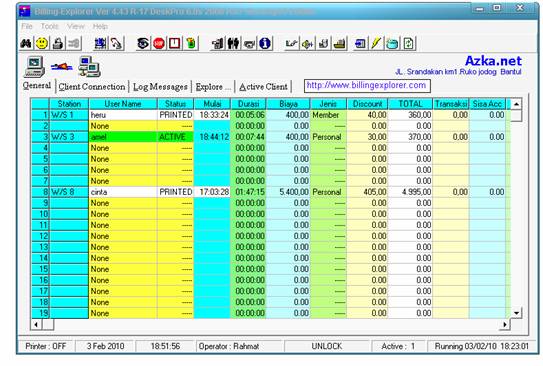 Billing Explorer Ver 4.43 R-17 DeskPro 6.0s 2006 F
File Tools View Help
Azka.net
JL. Srandakan km1 Ruko jodog Bantul
General Client Connection Log Messages Explore ... Active Client http://www.billingexplorer.com
Station User Name Status Mulai Durasi Biaya Jenis Discount TOTAL Transaksi Sisa Acc
1 W/S 1 heru PRINTED 18:33:24 00:05:06 400,00 Member 40,00 360,00 0,00 0.00
2 None ---- 00:00:00 0.00 ---- 0.00 0.00
3 W/S 3 amel ACTIVE 18:44:12 00:07:44 400,00 Personal 30,00 370,00 0,00 0.00
4 None ---- 00:00:00 0.00 ---- 0.00 0.00
5 None ---- 00:00:00 0.00 ---- 0.00 0.00
6 None ---- 00:00:00 0.00 ---- 0.00 0.00
7 None ---- 00:00:00 0.00 ---- 0.00 0.00
8 W/S 8 cinta PRINTED 17:03:28 01:47:15 5.400,00 Personal 405,00 4.995,00 0,00 0.00
9 None ---- 00:00:00 0.00 ---- 0.00 0.00
10 None ---- 00:00:00 0.00 ---- 0.00 0.00
11 None ---- 00:00:00 0.00 ---- 0.00 0.00
12 None ---- 00:00:00 0.00 ---- 0.00 0.00
13 None ---- 00:00:00 0.00 ---- 0.00 0.00
14 None ---- 00:00:00 0.00 ---- 0.00 0.00
15 None ---- 00:00:00 0.00 ---- 0.00 0.00
16 None ---- 00:00:00 0.00 ---- 0.00 0.00
17 None ---- 00:00:00 0.00 ---- 0.00 0.00
18 None ---- 00:00:00 0.00 ---- 0.00 0.00
19 None ---- 00:00:00 0.00 ---- 0.00 0.00
Printer : OFF 3 Feb 2010 18:51:56 Operator : Rahmat UNLOCK Active : 1 Running 03/02/10 18:23:01